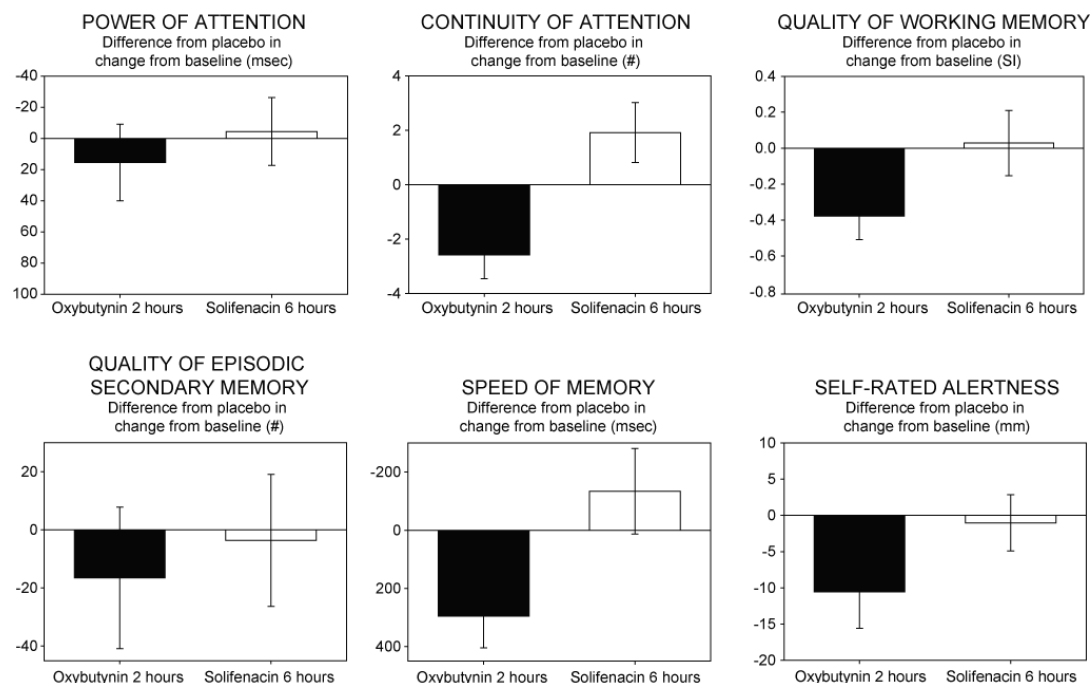 POWER OF ATTENTION
Difference from placebo in
change from baseline (msec)
-40
-20
0
20
40
60
80
100
Oxybutynin 2 hours
Solifenacin 6 hours
CONTINUITY OF ATTENTION
Difference from placebo in
change from baseline (#)
4
2
0
-2
-4
Oxybutynin 2 hours
Solifenacin 6 hours
QUALITY OF WORKING MEMORY
Difference from placebo in
change from baseline (SI)
0.4
0.2
0.0
-0.2
-0.4
-0.6
-0.8
Oxybutynin 2 hours
Solifenacin 6 hours
QUALITY OF EPISODIC
SECONDARY MEMORY
Difference from placebo in
change from baseline (#)
20
0
-20
-40
Oxybutynin 2 hours
Solifenacin 6 hours
SPEED OF MEMORY
Difference from placebo in
change from baseline (msec)
-200
0
200
400
Oxybutynin 2 hours
Solifenacin 6 hours
SELF-RATED ALERTNESS
Difference from placebo in
change from baseline (mm)
10
5
0
-5
-10
-15
-20
Oxybutynin 2 hours
Solifenacin 6 hours